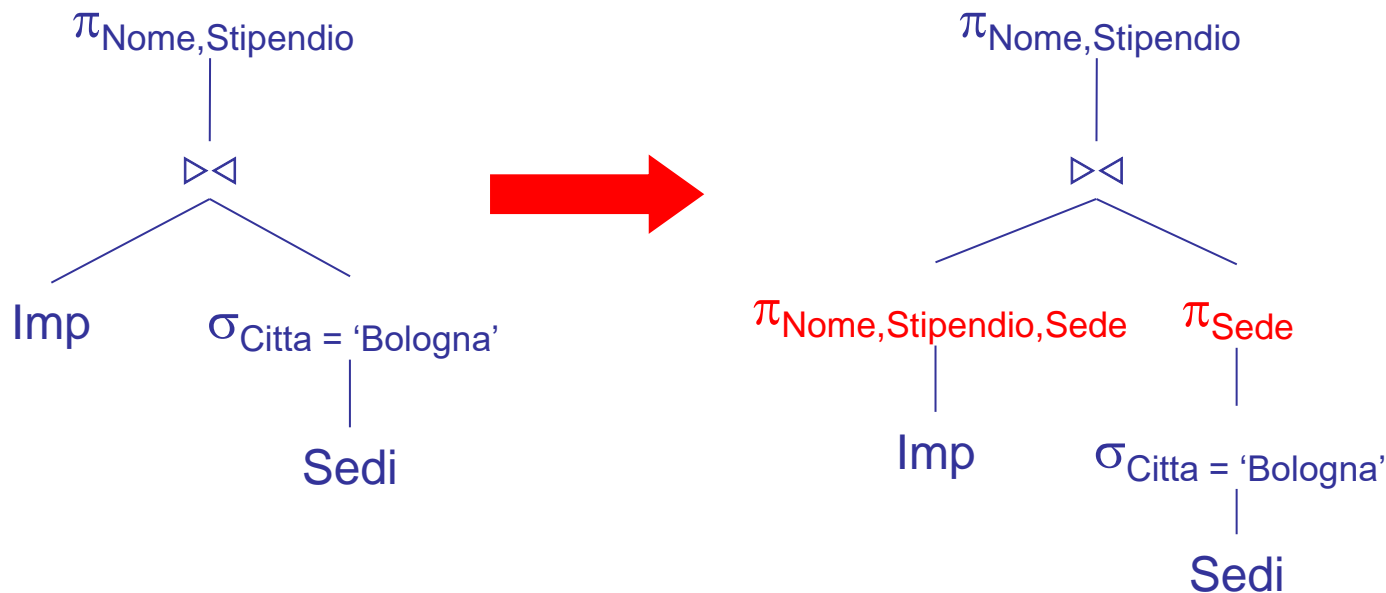 πNome,Stipendio
⋈
Imp
σCitta = ‘Bologna’
Sedi
πNome,Stipendio
⋈
πNome,Stipendio,Sede
πSede
Imp
σCitta = ‘Bologna’
Sedi